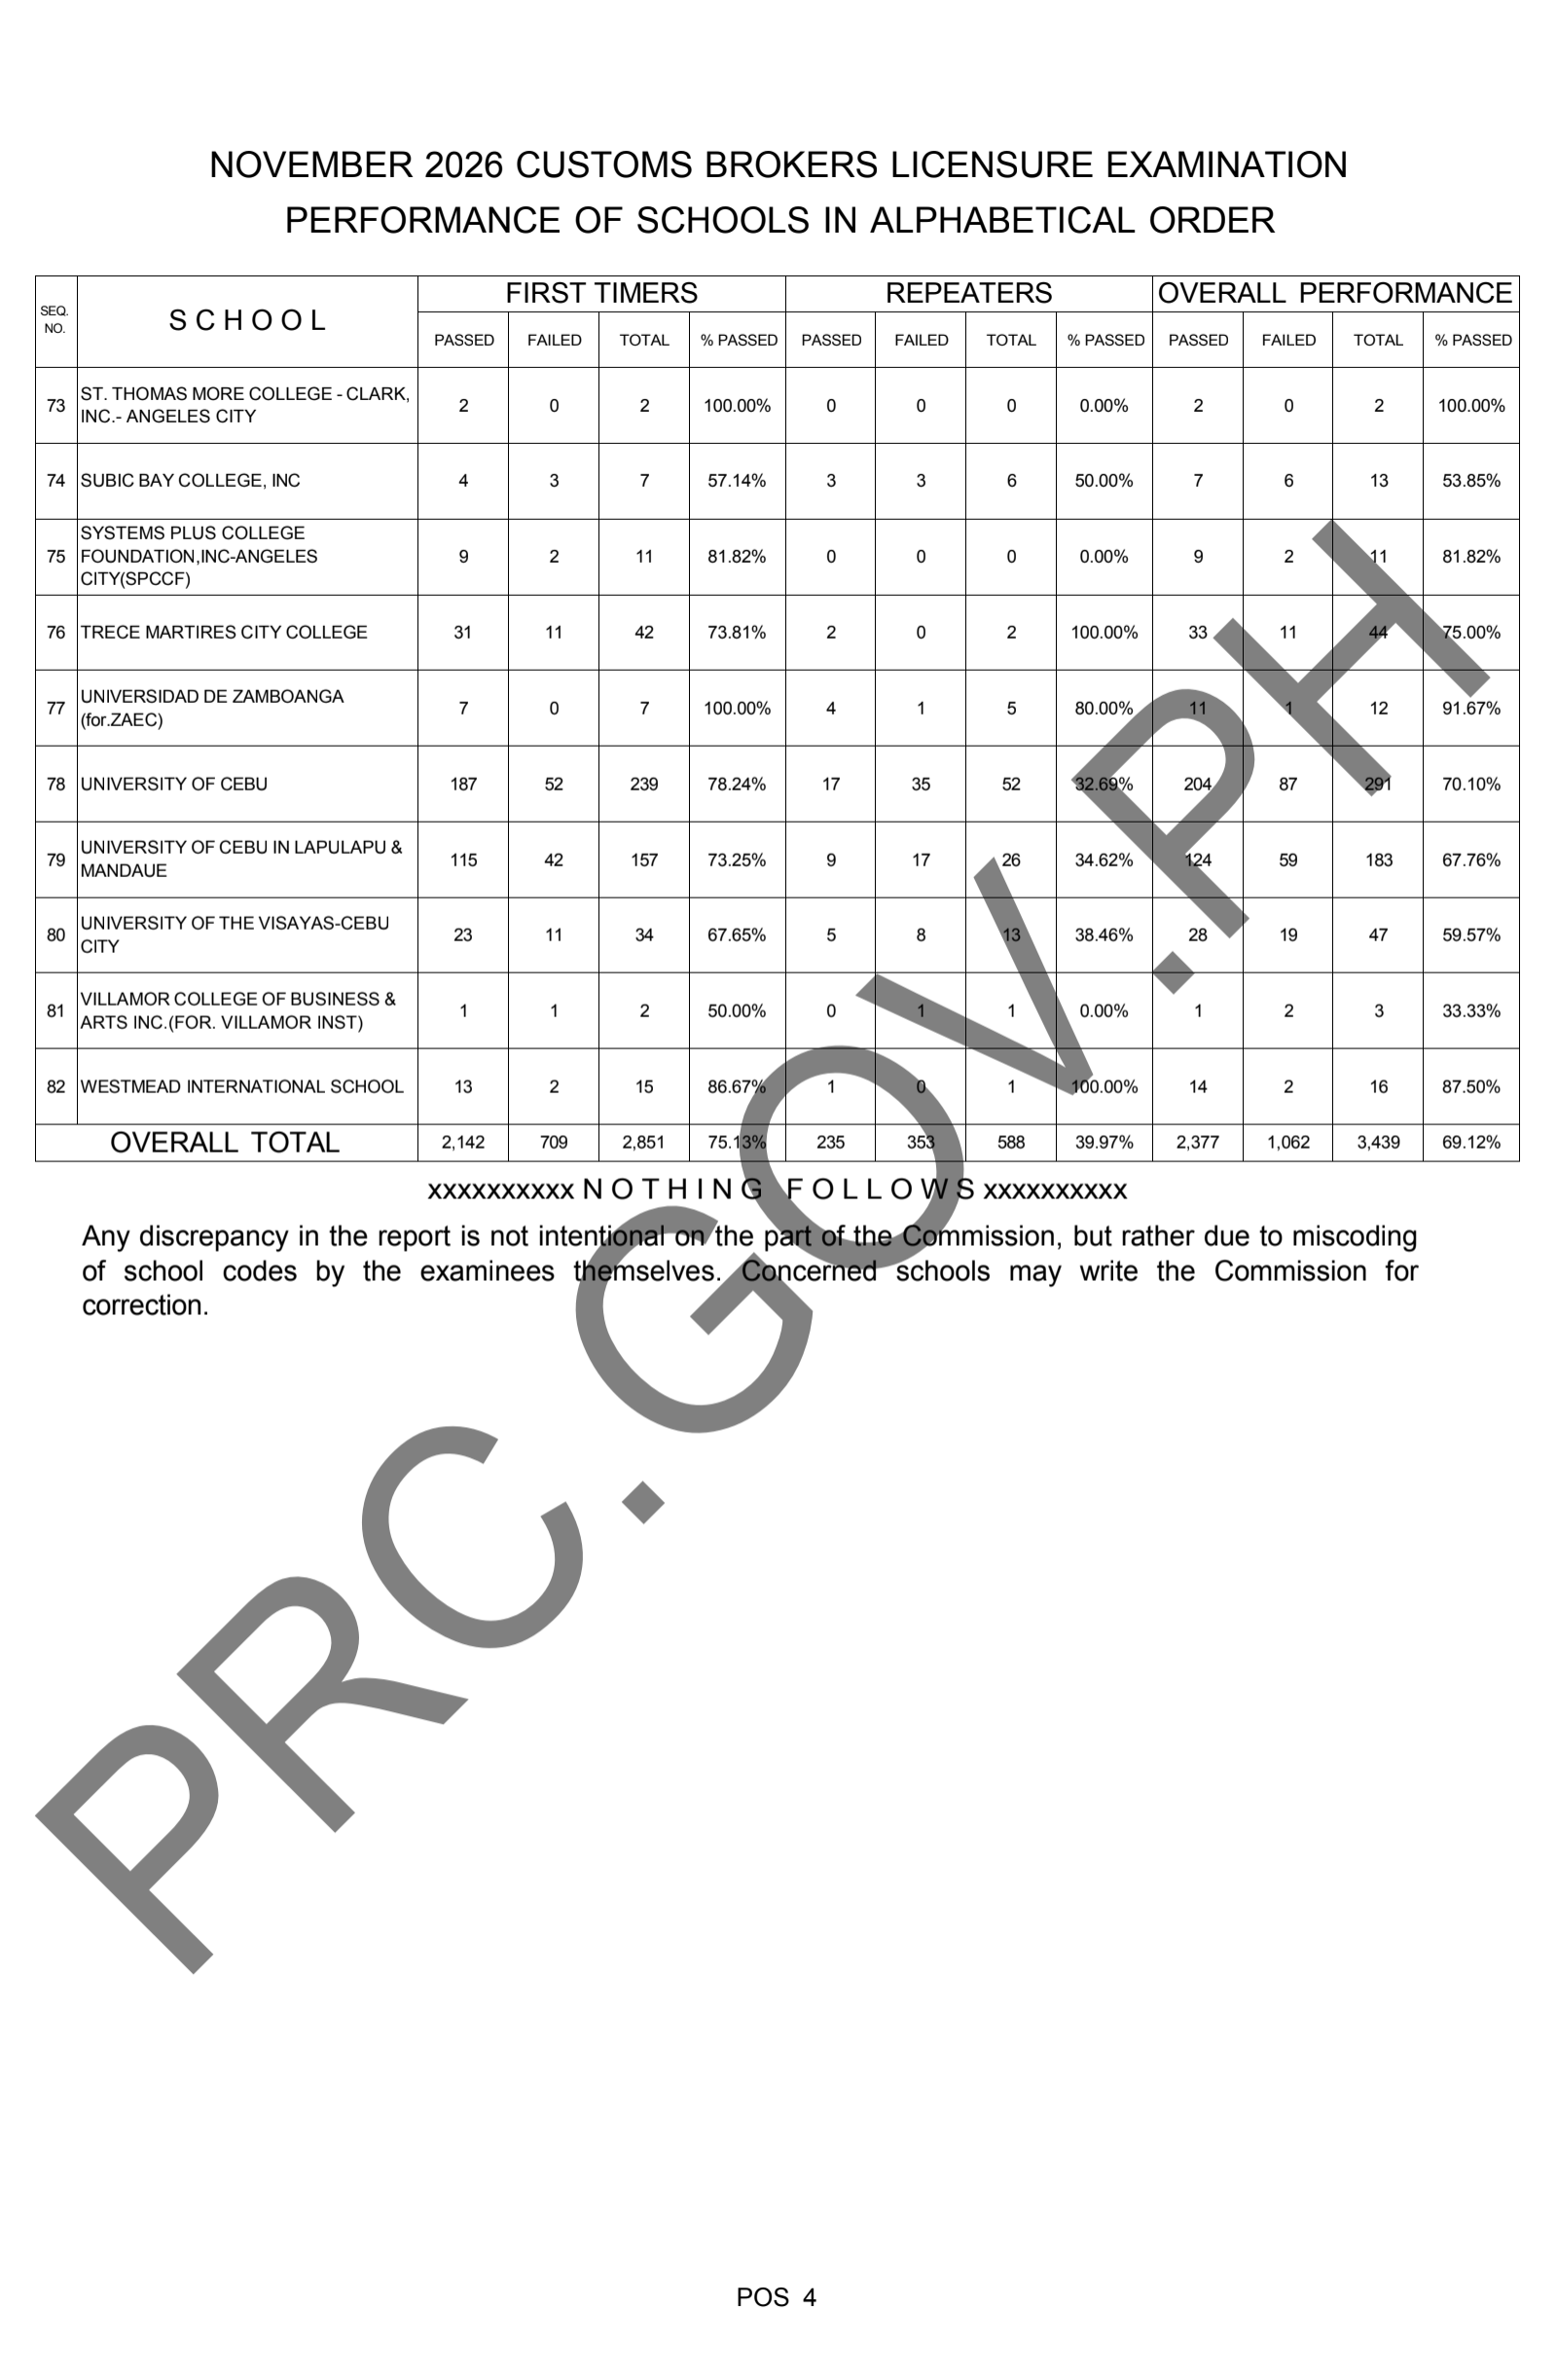 NOVEMBER 2026 CUSTOMS BROKERS LICENSURE EXAMINATION
PERFORMANCE OF SCHOOLS IN ALPHABETICAL ORDER
SEQ. NO. SCHOOL FIRST TIMERS REPEATERS OVERALL PERFORMANCE
PASSED FAILED TOTAL % PASSED PASSED FAILED TOTAL % PASSED PASSED FAILED TOTAL % PASSED
73 ST. THOMAS MORE COLLEGE - CLARK,
INC.- ANGELES CITY 2 0 2 100.00% 0 0 0 0.00% 2 0 2 100.00%
74 SUBIC BAY COLLEGE, INC 4 3 7 57.14% 3 3 6 50.00% 7 6 13 53.85%
75 SYSTEMS PLUS COLLEGE
FOUNDATION,INC-ANGELES
CITY(SPCCF) 9 2 11 81.82% 0 0 0 0.00% 9 2 11 81.82%
76 TRECE MARTIRES CITY COLLEGE 31 11 42 73.81% 2 0 2 100.00% 33 11 44 75.00%
77 UNIVERSIDAD DE ZAMBOANGA
(for.ZAEC) 7 0 7 100.00% 4 1 5 80.00% 11 1 12 91.67%
78 UNIVERSITY OF CEBU 187 52 239 78.24% 17 35 52 32.69% 204 87 291 70.10%
79 UNIVERSITY OF CEBU IN LAPULAPU &
MANDAUE 115 42 157 73.25% 9 17 26 34.62% 124 59 183 67.76%
80 UNIVERSITY OF THE VISAYAS-CEBU
CITY 23 11 34 67.65% 5 8 13 38.46% 28 19 47 59.57%
81 VILLAMOR COLLEGE OF BUSINESS &
ARTS INC.(FOR. VILLAMOR INST) 1 1 2 50.00% 0 1 1 0.00% 1 2 3 33.33%
82 WESTMEAD INTERNATIONAL SCHOOL 13 2 15 86.67% 1 0 1 100.00% 14 2 16 87.50%
OVERALL TOTAL 2,142 709 2,851 75.13% 235 353 588 39.97% 2,377 1,062 3,439 69.12%
xxxxxxxxxx N O T H I N G F O L L O W S xxxxxxxxxx
Any discrepancy in the report is not intentional on the part of the Commission, but rather due to miscoding
of school codes by the examinees themselves. Concerned schools may write the Commission for
correction.
PRC.GOV.PH
POS 4